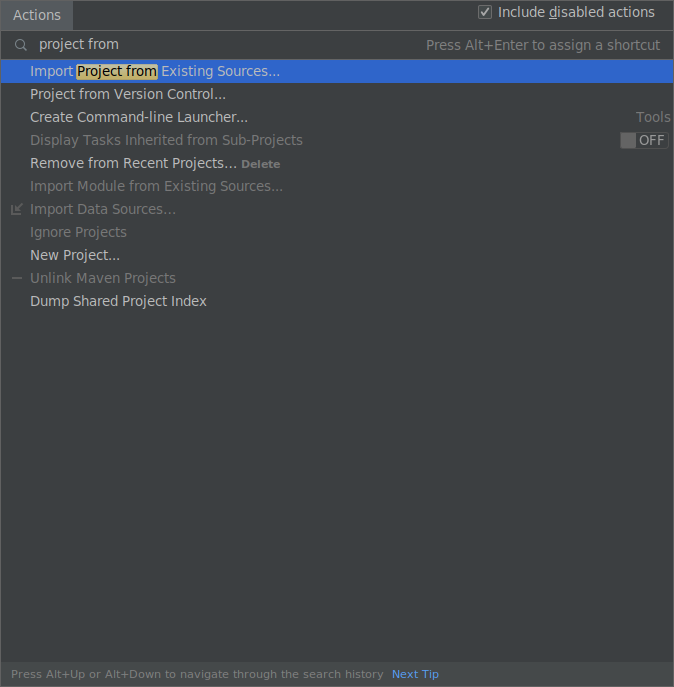 Actions
Include disabled actions
project from
Press Alt+Enter to assign a shortcut
Import Project from Existing Sources...
Project from Version Control...
Create Command-line Launcher...
Tools
Display Tasks Inherited from Sub-Projects
OFF
Remove from Recent Projects... Delete
Import Module from Existing Sources...
Import Data Sources...
Ignore Projects
New Project...
Unlink Maven Projects
Dump Shared Project Index
Press Alt+Up or Alt+Down to navigate through the search history Next Tip